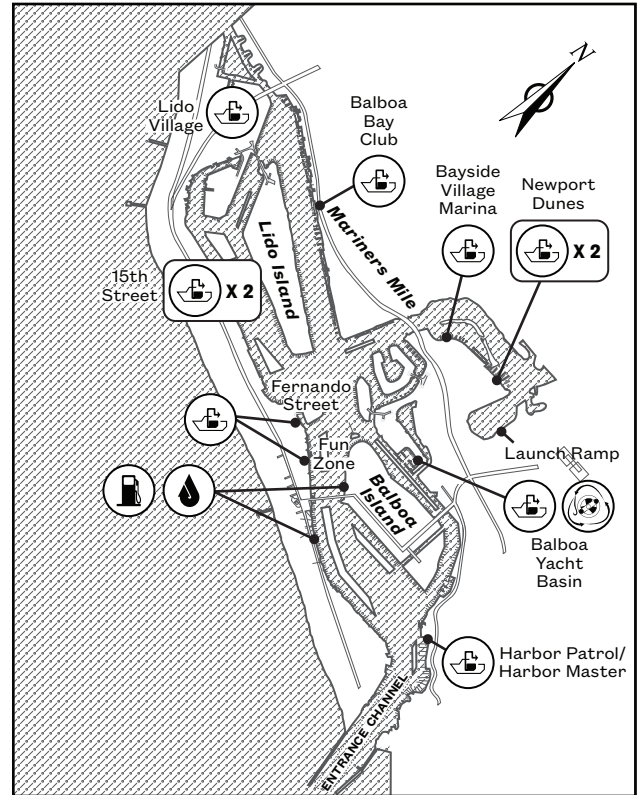 N
Lido
Village
Balboa
Bay
Club
Bayside
Village
Marina
Newport
Dunes
X 2
Mariners Mile
Lido Island
15th
Street
X 2
Fernando
Street
Fun
Zone
Launch Ramp
Balboa
Island
Balboa
Yacht
Basin
Harbor Patrol/
Harbor Master
ENTRANCE CHANNEL